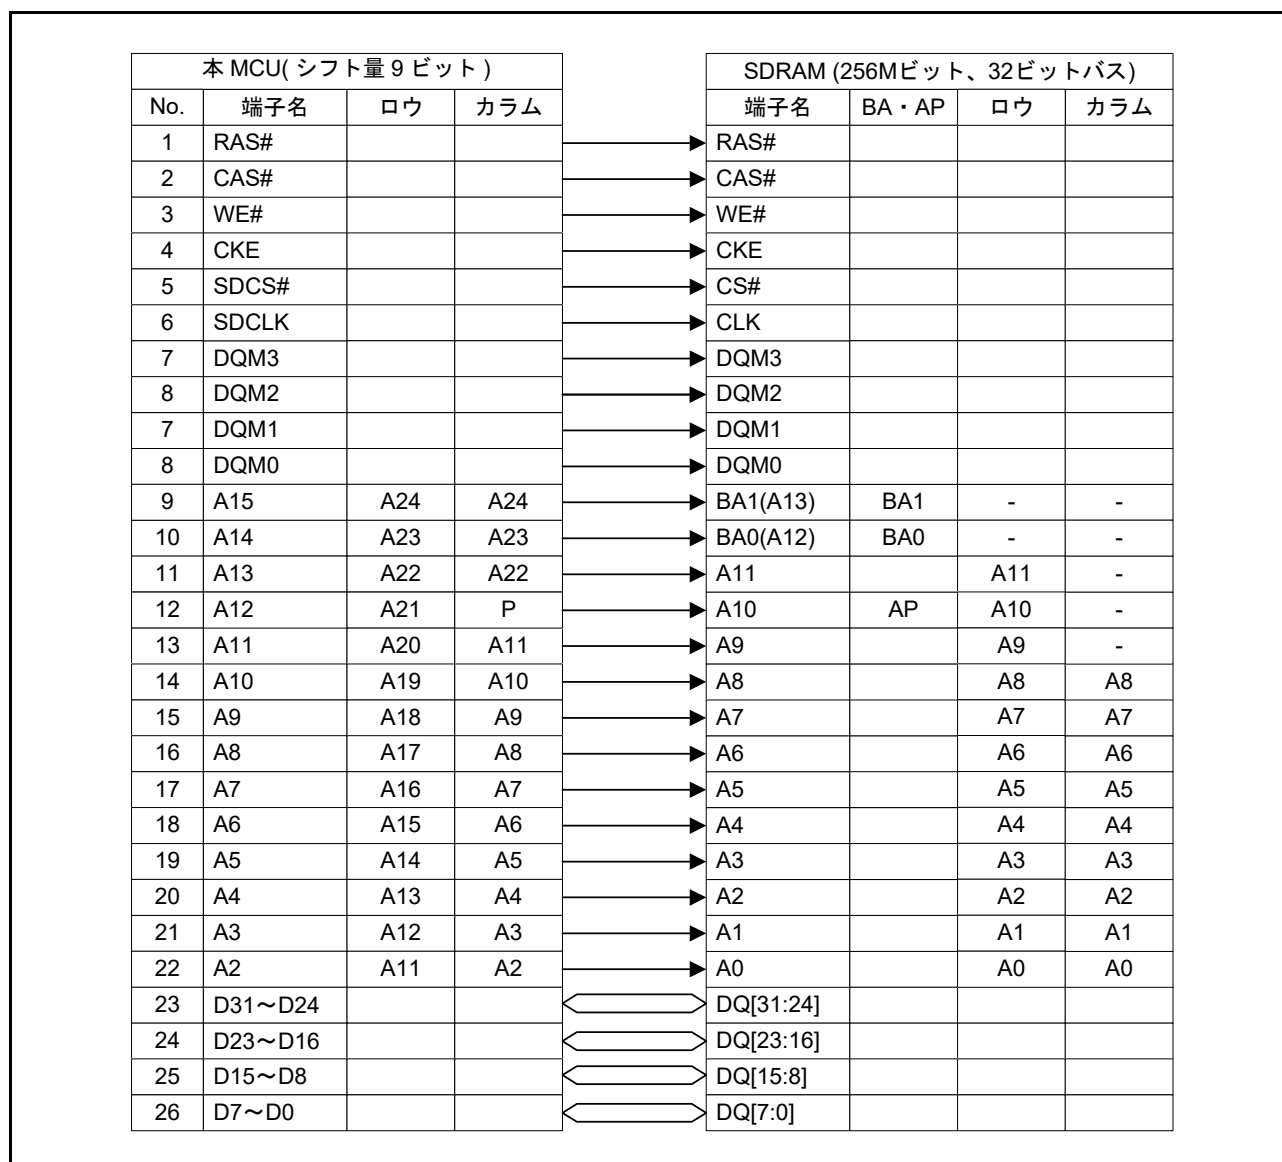 本 MCU( シフト量 9 ビット ) SDRAM (256Mビット、32ビットバス)
No. 端子名 ロウ カラム 端子名 BA・AP ロウ カラム
1 RAS# RAS#
2 CAS# CAS#
3 WE# WE#
4 CKE CKE
5 SDCS# CS#
6 SDCLK CLK
7 DQM3 DQM3
8 DQM2 DQM2
7 DQM1 DQM1
8 DQM0 DQM0
9 A15 A24 A24 BA1(A13) BA1 - -
10 A14 A23 A23 BA0(A12) BA0 - -
11 A13 A22 A22 A11 A11 -
12 A12 A21 P A10 AP A10 -
13 A11 A20 A11 A9 A9 -
14 A10 A19 A10 A8 A8 A8
15 A9 A18 A9 A7 A7 A7
16 A8 A17 A8 A6 A6 A6
17 A7 A16 A7 A5 A5 A5
18 A6 A15 A6 A4 A4 A4
19 A5 A14 A5 A3 A3 A3
20 A4 A13 A4 A2 A2 A2
21 A3 A12 A3 A1 A1 A1
22 A2 A11 A2 A0 A0 A0
23 D31～D24 DQ[31:24]
24 D23～D16 DQ[23:16]
25 D15～D8 DQ[15:8]
26 D7～D0 DQ[7:0]